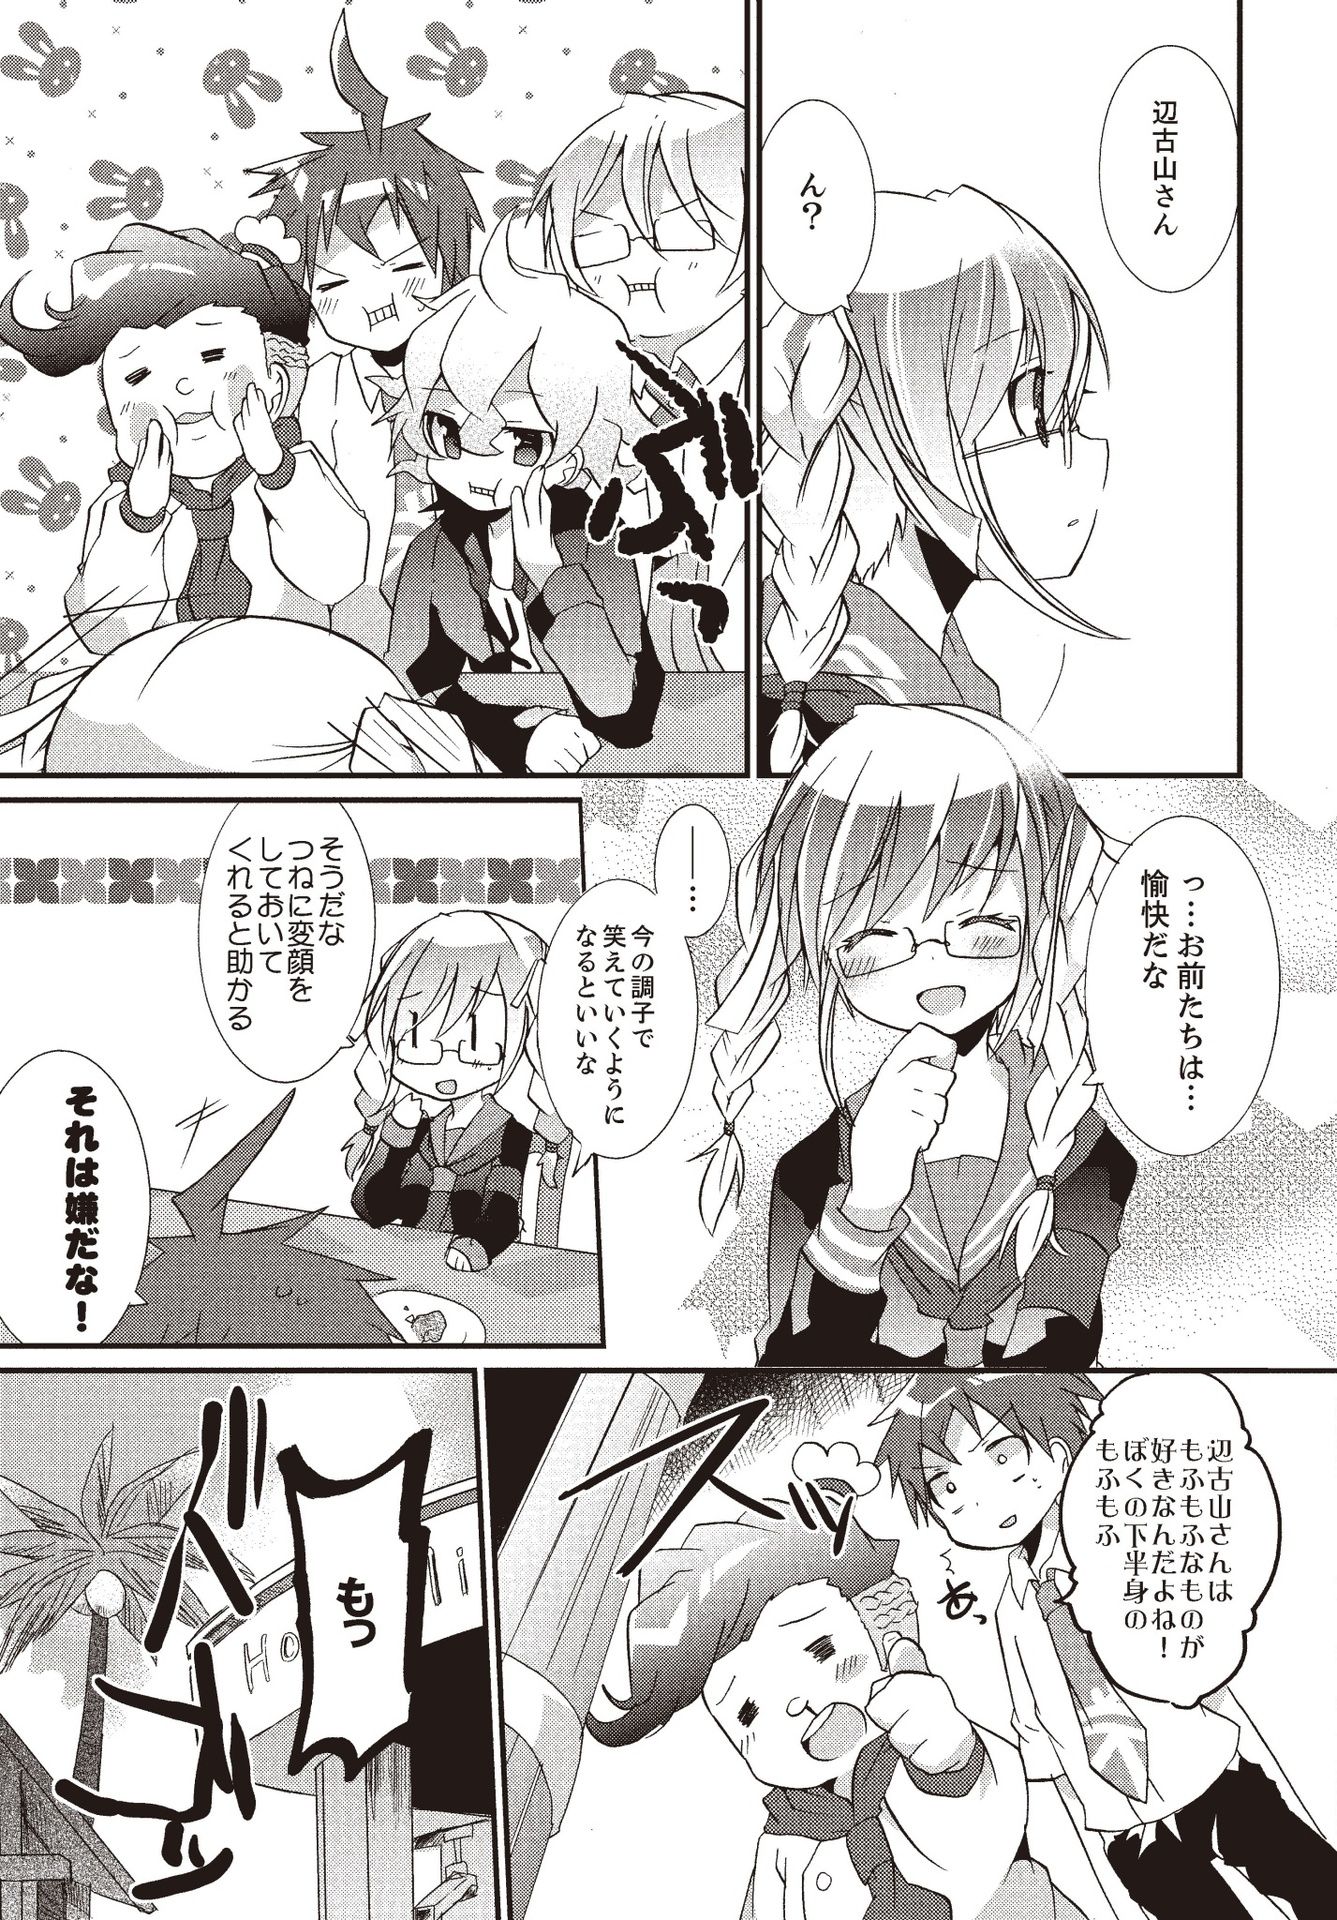 辺古山さん
ん?
ぶふっ
っ…お前たちは…
愉快だな
――…
今の調子で
笑えていくように
なるといいな
そうだな
つねに変顔を
しておいて
くれると助かる
それは嫌だな!
辺古山さんは
もふもふなものが
好きなんだよね!
ぼくの下半身の
もふもふ
あっ
もっ
Ho
li